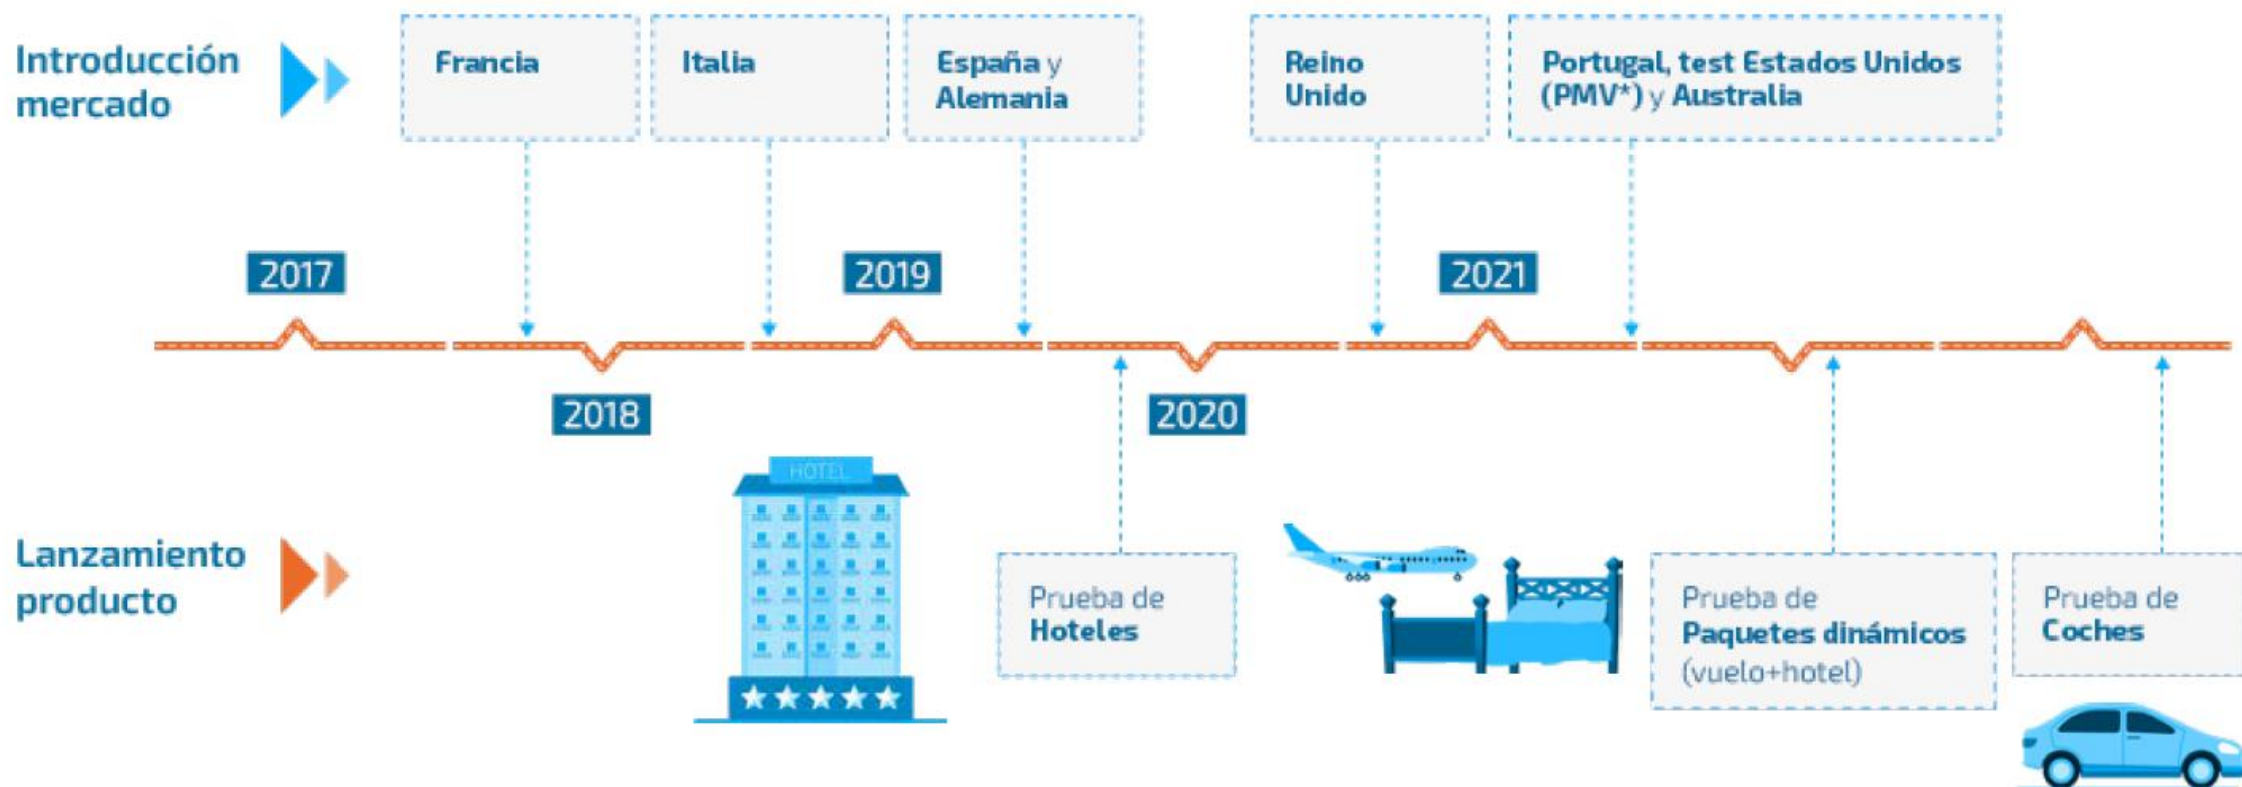 Introducción
mercado
Francia
Italia
España y
Alemania
Reino
Unido
Portugal, test Estados Unidos
(PMV*) y Australia
2017
2019
2021
2018
2020
HOTEL
Lanzamiento
producto
Prueba de
Hoteles
Prueba de
Paquetes dinámicos
(vuelo+hotel)
Prueba de
Coches